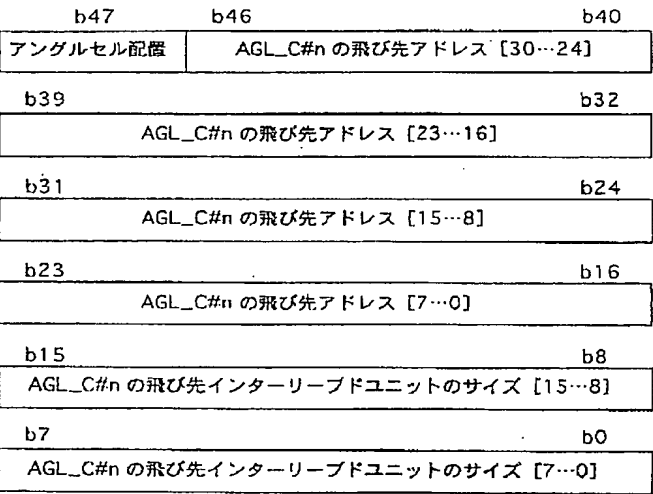 b47 b46 b40
アングルセル配置 AGL_C#n の飛び先アドレス [30…24]
b39 b32
AGL_C#n の飛び先アドレス [23…16]
b31 b24
AGL_C#n の飛び先アドレス [15…8]
b23 b16
AGL_C#n の飛び先アドレス [7…0]
b15 b8
AGL_C#n の飛び先インターリーブドユニットのサイズ [15…8]
b7 b0
AGL_C#n の飛び先インターリーブドユニットのサイズ [7…0]